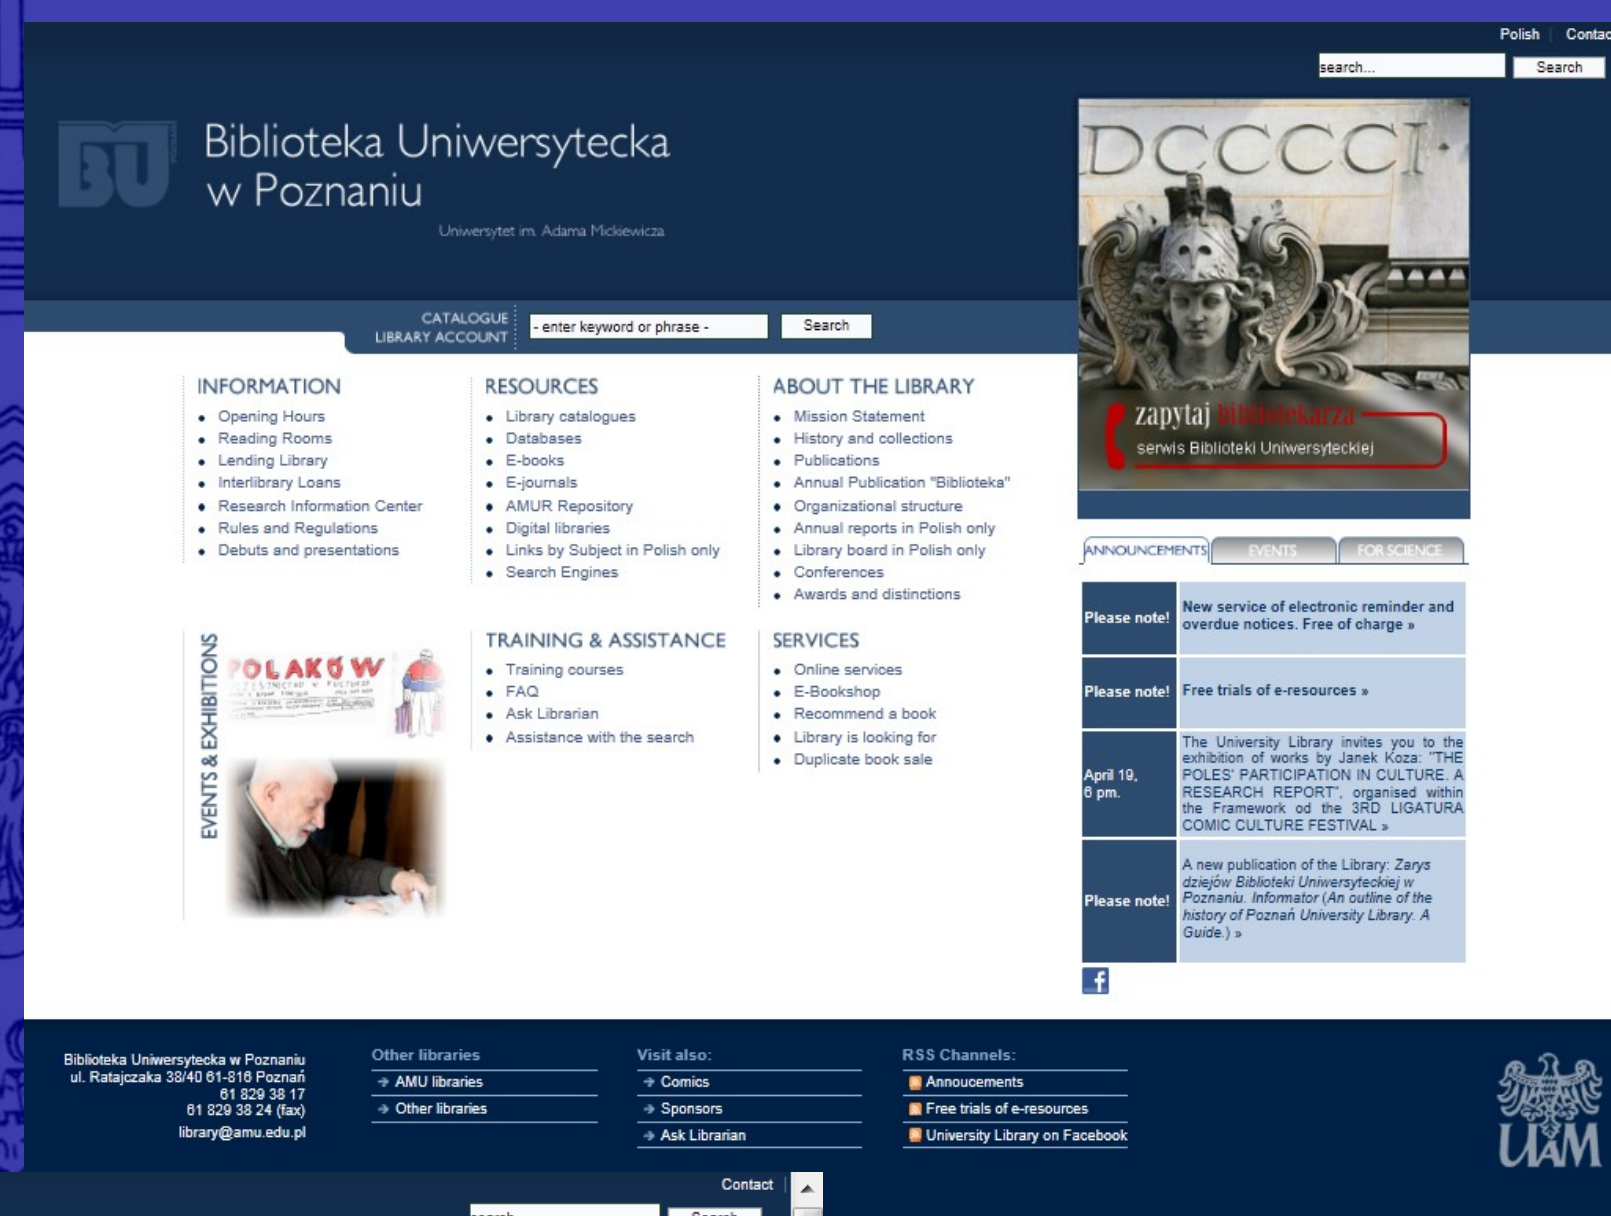 Polish
Contac
search...
Search
BU
Biblioteka Uniwersytecka
w Poznaniu
Uniwersytet im. Adama Mickiewicza
DCCCCI
zapytaj bibliotekarza
serwis Biblioteki Uniwersyteckiej
CATALOGUE
LIBRARY ACCOUNT
- enter keyword or phrase -
Search
INFORMATION
Opening Hours
Reading Rooms
Lending Library
Interlibrary Loans
Research Information Center
Rules and Regulations
Debuts and presentations
RESOURCES
Library catalogues
Databases
E-books
E-journals
AMUR Repository
Digital libraries
Links by Subject in Polish only
Search Engines
ABOUT THE LIBRARY
Mission Statement
History and collections
Publications
Annual Publication "Biblioteka"
Organizational structure
Annual reports in Polish only
Library board in Polish only
Conferences
Awards and distinctions
EVENTS & EXHIBITIONS
POLAKÓW
TRAINING & ASSISTANCE
Training courses
FAQ
Ask Librarian
Assistance with the search
SERVICES
Online services
E-Bookshop
Recommend a book
Library is looking for
Duplicate book sale
ANNOUNCEMENTS
EVENTS
FOR SCIENCE
Please note!
New service of electronic reminder and
overdue notices. Free of charge »
Please note!
Free trials of e-resources »
April 19,
6 pm.
The University Library invites you to the
exhibition of works by Janek Koza: "THE
POLES' PARTICIPATION IN CULTURE. A
RESEARCH REPORT", organised within
the Framework od the 3RD LIGATURA
COMIC CULTURE FESTIVAL »
Please note!
A new publication of the Library: Zarys
dziejów Biblioteki Uniwersyteckiej w
Poznaniu. Informator (An outline of the
history of Poznań University Library. A
Guide.) »
f
Biblioteka Uniwersytecka w Poznaniu
ul. Ratajczaka 38/40 61-816 Poznań
61 829 38 17
61 829 38 24 (fax)
library@amu.edu.pl
Other libraries
AMU libraries
Other libraries
Visit also:
Comics
Sponsors
Ask Librarian
RSS Channels:
Annoucements
Free trials of e-resources
University Library on Facebook
UAM
Contact
search
Search